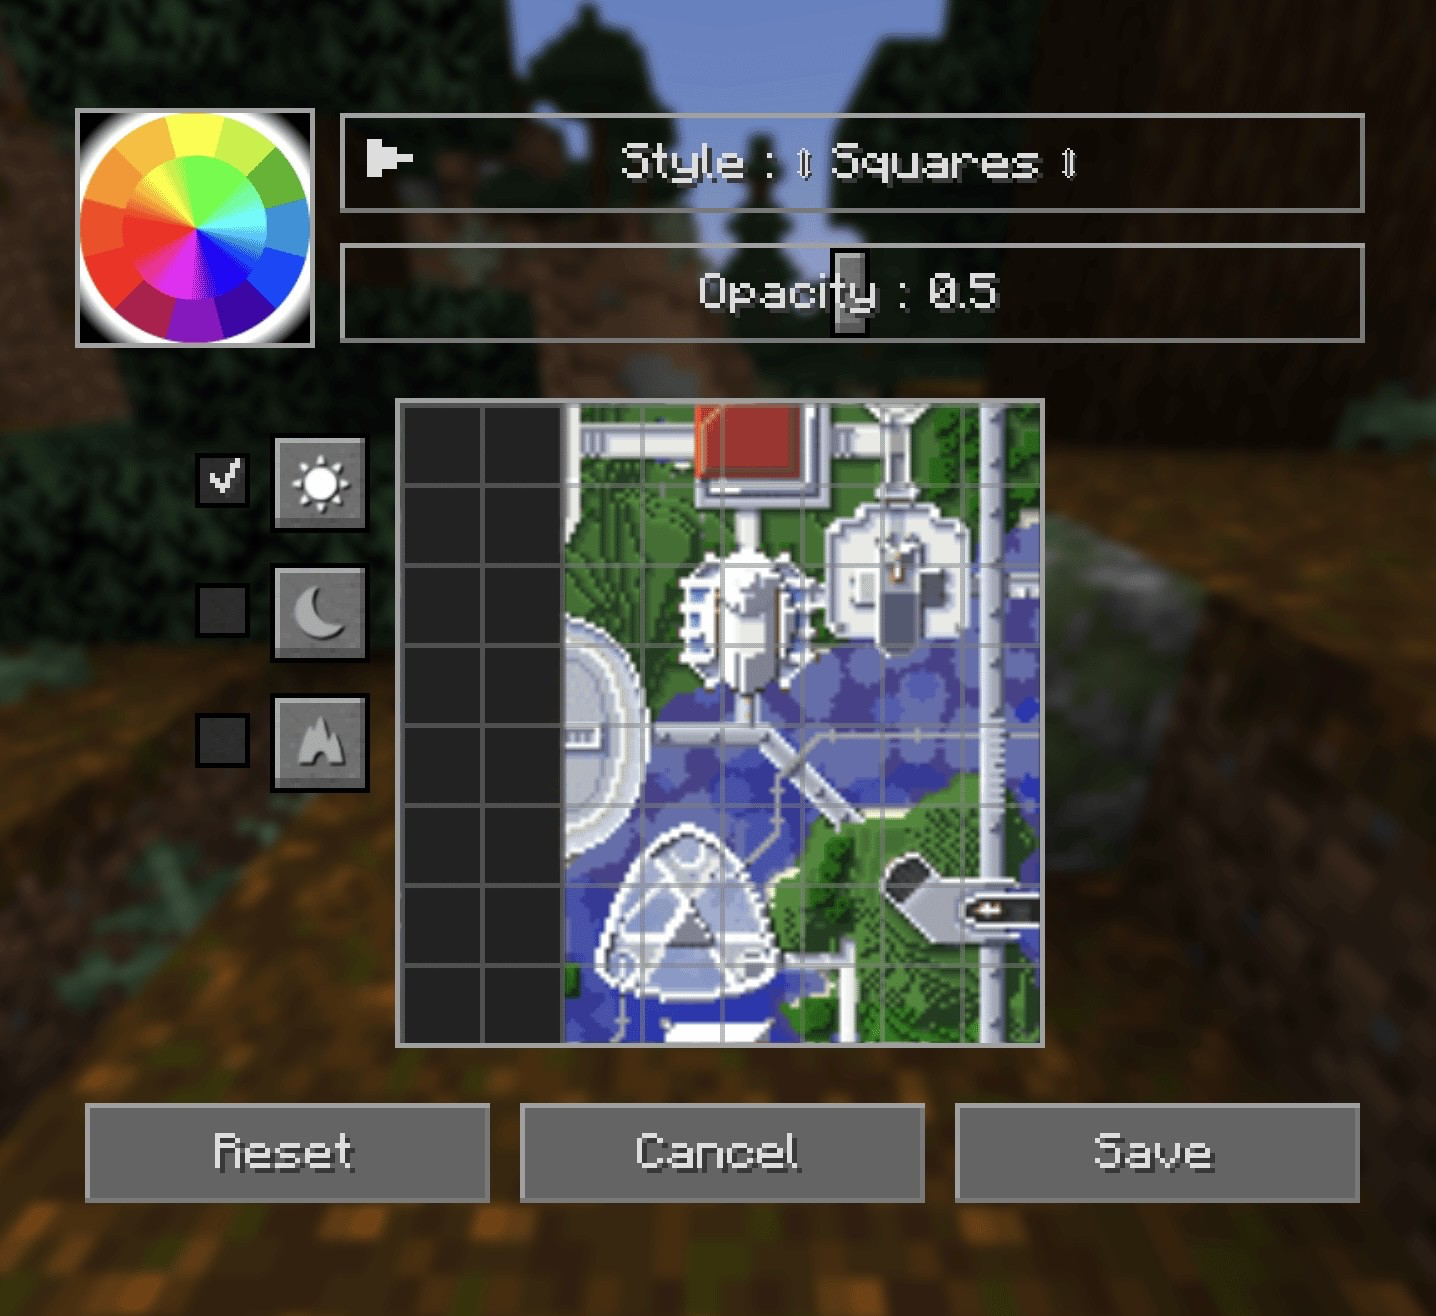 Style : ⇕ Squares ⇕
Opacity : 0.5
Reset
Cancel
Save